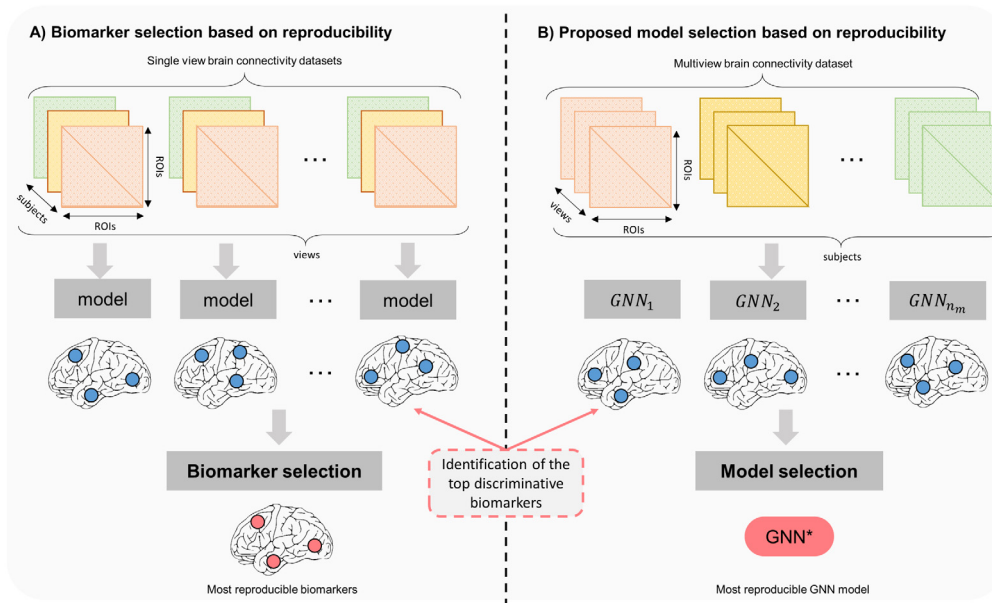 A) Biomarker selection based on reproducibility
Single view brain connectivity datasets
ROIs
subjects
ROIs
...
views
model
model
...
model
...
Biomarker selection
Most reproducible biomarkers
Identification of the
top discriminative
biomarkers
B) Proposed model selection based on reproducibility
Multiview brain connectivity dataset
ROIs
views
ROIs
...
subjects
GNN₁
GNN₂
...
GNNₙₘ
...
Model selection
GNN*
Most reproducible GNN model